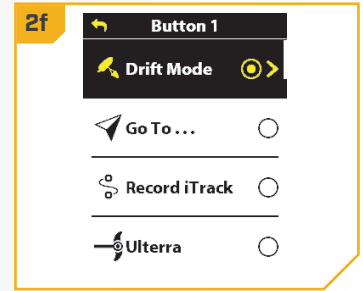 2f
Button 1
Drift Mode
Go To . . .
Record iTrack
Ulterra